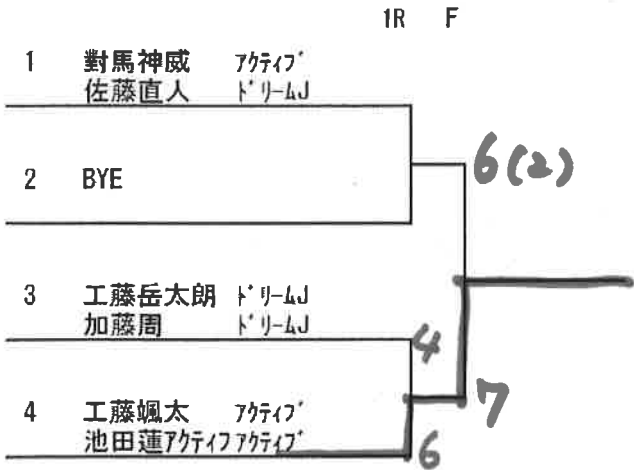 1R F
1 對馬神威 アクティブ
佐藤直人 ドリームJ
6(2)
2 BYE
3 工藤岳太朗 ドリームJ
加藤周 ドリームJ
4
4 工藤颯太 アクティブ
7
池田蓮アクティブアクティブ
6